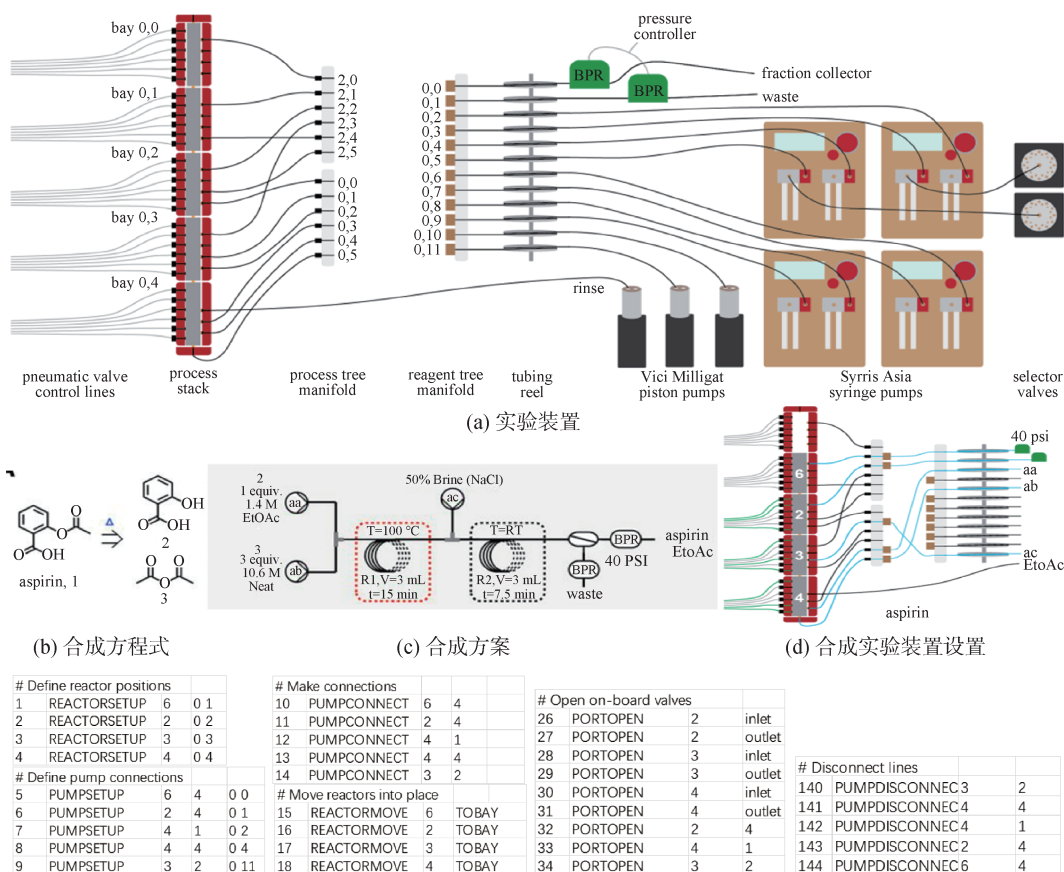 bay 0,0
bay 0,1
bay 0,2
bay 0,3
bay 0,4
2,0
2,1
2,2
2,3
2,4
2,5
0,0
0,1
0,2
0,3
0,4
0,5
0,0
0,1
0,2
0,3
0,4
0,5
0,6
0,7
0,8
0,9
0,10
0,11
pressure
controller
BPR
BPR
fraction collector
waste
rinse
pneumatic valve
control lines
process
stack
process tree
manifold
reagent tree
manifold
tubing
reel
Vici Milligat
piston pumps
Syrris Asia
syringe pumps
selector
valves
(a) 实验装置
aspirin, 1
O
O
O
OH
Δ
OH
O
OH
2
O
O
O
3
(b) 合成方程式
2
1 equiv.
1.4 M
EtOAc
aa
3
3 equiv.
10.6 M
Neat
ab
50% Brine (NaCl)
ac
T=100 °C
R1,V=3 mL
t=15 min
T=RT
R2,V=3 mL
t=7.5 min
BPR
40 PSI
BPR
waste
aspirin
EtoAc
(c) 合成方案
6
2
3
4
40 psi
aa
ab
ac
EtoAc
aspirin
(d) 合成实验装置设置
# Define reactor positions
1 REACTORSETUP 6 0 1
2 REACTORSETUP 2 0 2
3 REACTORSETUP 3 0 3
4 REACTORSETUP 4 0 4
# Define pump connections
5 PUMPSETUP 6 4 0 0
6 PUMPSETUP 2 4 0 1
7 PUMPSETUP 4 1 0 2
8 PUMPSETUP 4 4 0 4
9 PUMPSETUP 3 2 0 11
# Make connections
10 PUMPCONNECT 6 4
11 PUMPCONNECT 2 4
12 PUMPCONNECT 4 1
13 PUMPCONNECT 4 4
14 PUMPCONNECT 3 2
# Move reactors into place
15 REACTORMOVE 6 TOBAY
16 REACTORMOVE 2 TOBAY
17 REACTORMOVE 3 TOBAY
18 REACTORMOVE 4 TOBAY
# Open on-board valves
26 PORTOPEN 2 inlet
27 PORTOPEN 2 outlet
28 PORTOPEN 3 inlet
29 PORTOPEN 3 outlet
30 PORTOPEN 4 inlet
31 PORTOPEN 4 outlet
32 PORTOPEN 2 4
33 PORTOPEN 4 1
34 PORTOPEN 3 2
# Disconnect lines
140 PUMPDISCONNEC 3 2
141 PUMPDISCONNEC 4 4
142 PUMPDISCONNEC 4 1
143 PUMPDISCONNEC 2 4
144 PUMPDISCONNEC 6 4